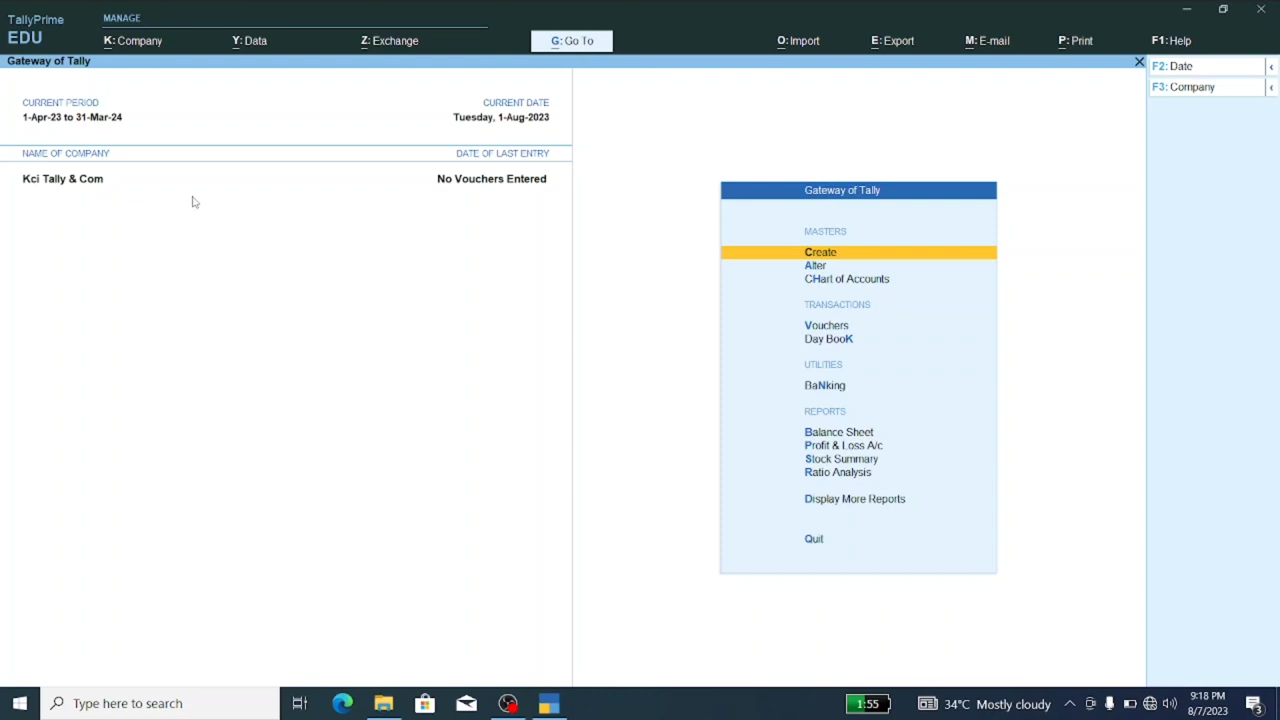 TallyPrime
EDU
MANAGE
K: Company
Y: Data
Z: Exchange
G: Go To
O: Import
E: Export
M: E-mail
P: Print
F1: Help
Gateway of Tally
F2: Date
F3: Company
CURRENT PERIOD
CURRENT DATE
1-Apr-23 to 31-Mar-24
Tuesday, 1-Aug-2023
NAME OF COMPANY
DATE OF LAST ENTRY
Kci Tally & Com
No Vouchers Entered
Gateway of Tally
MASTERS
Create
Alter
CHart of Accounts
TRANSACTIONS
Vouchers
Day BooK
UTILITIES
BaNking
REPORTS
Balance Sheet
Profit & Loss A/c
Stock Summary
Ratio Analysis
Display More Reports
Quit
Type here to search
1:55
34°C Mostly cloudy
9:18 PM
8/7/2023
3